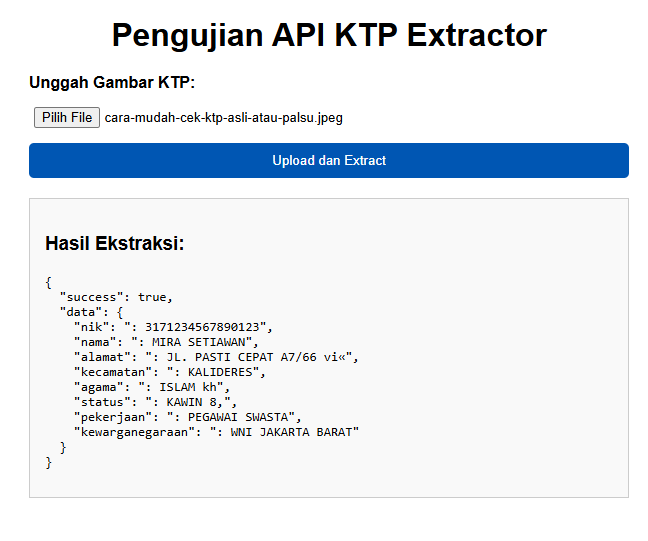 Pengujian API KTP Extractor
Unggah Gambar KTP:
Pilih File cara-mudah-cek-ktp-asli-atau-palsu.jpeg
Upload dan Extract
Hasil Ekstraksi:
{
  "success": true,
  "data": {
    "nik": ": 3171234567890123",
    "nama": ": MIRA SETIAWAN",
    "alamat": ": JL. PASTI CEPAT A7/66 vi«",
    "kecamatan": ": KALIDERES",
    "agama": ": ISLAM kh",
    "status": ": KAWIN 8,",
    "pekerjaan": ": PEGAWAI SWASTA",
    "kewarganegaraan": ": WNI JAKARTA BARAT"
  }
}